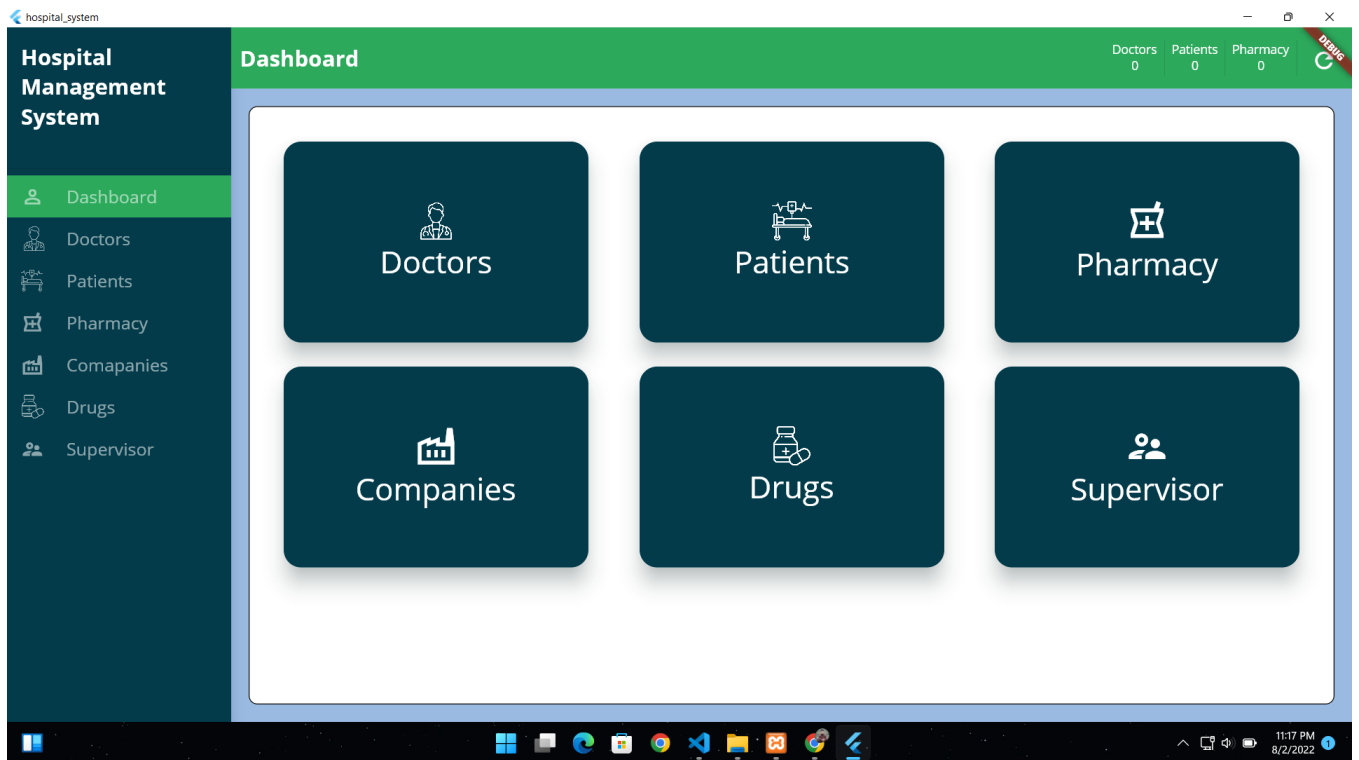 hospital_system
Hospital
Management
System
Dashboard
Doctors
Patients
Pharmacy
Comapanies
Drugs
Supervisor
Dashboard
Doctors Patients Pharmacy
0 0 0
DEBUG
Doctors Patients Pharmacy
Companies Drugs Supervisor
11:17 PM
8/2/2022
1